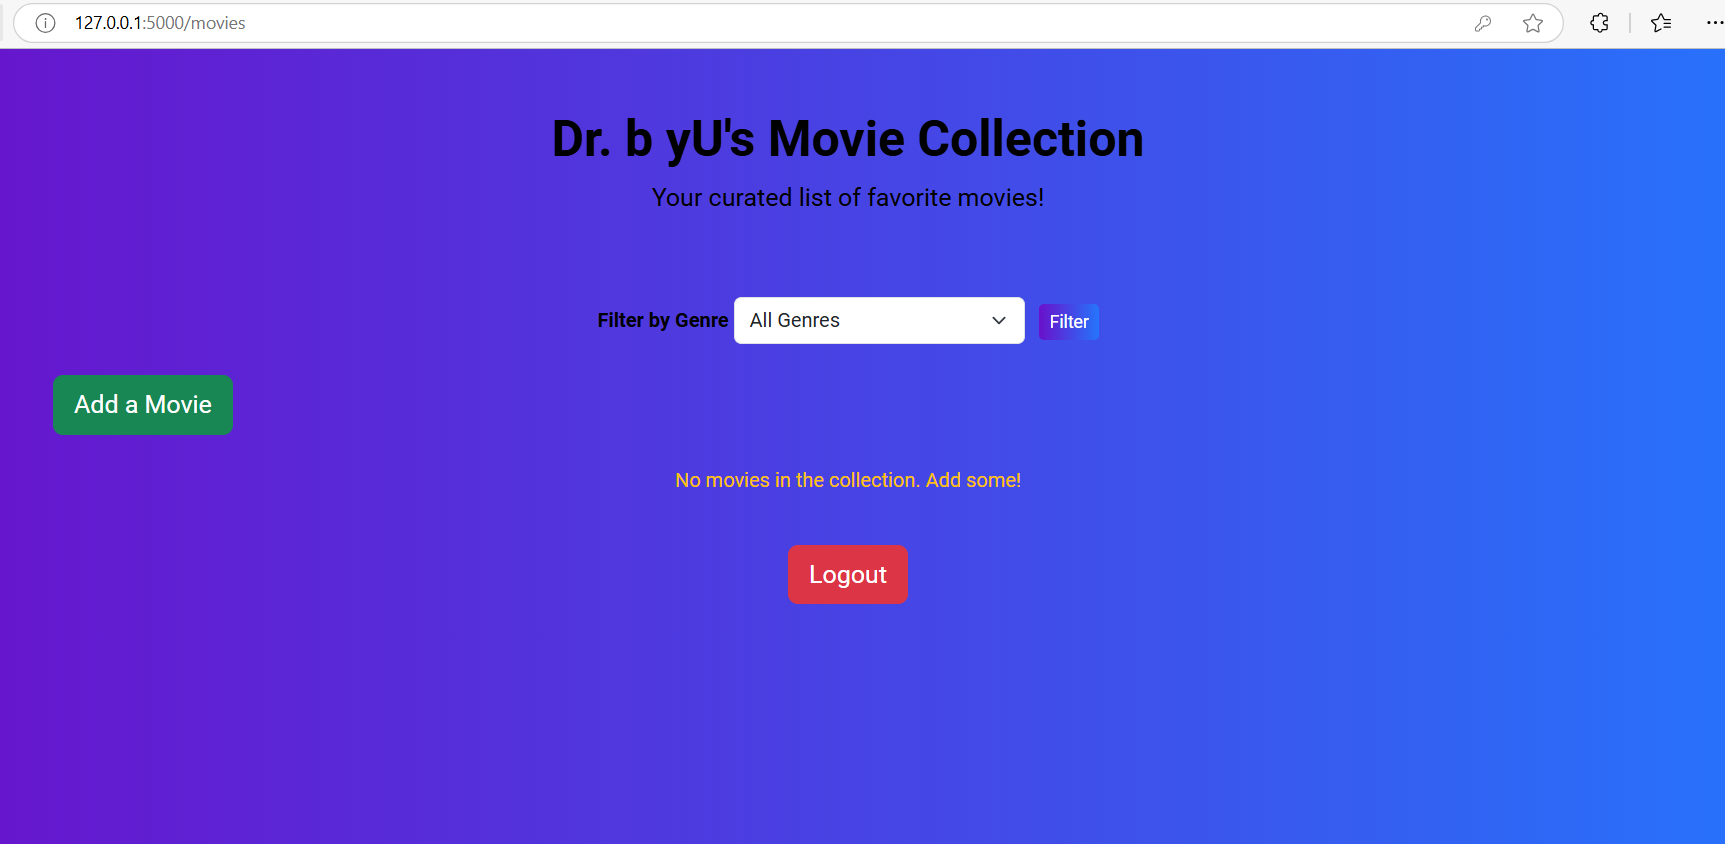 127.0.0.1:5000/movies
Dr. b yU's Movie Collection
Your curated list of favorite movies!
Filter by Genre All Genres Filter
Add a Movie
No movies in the collection. Add some!
Logout